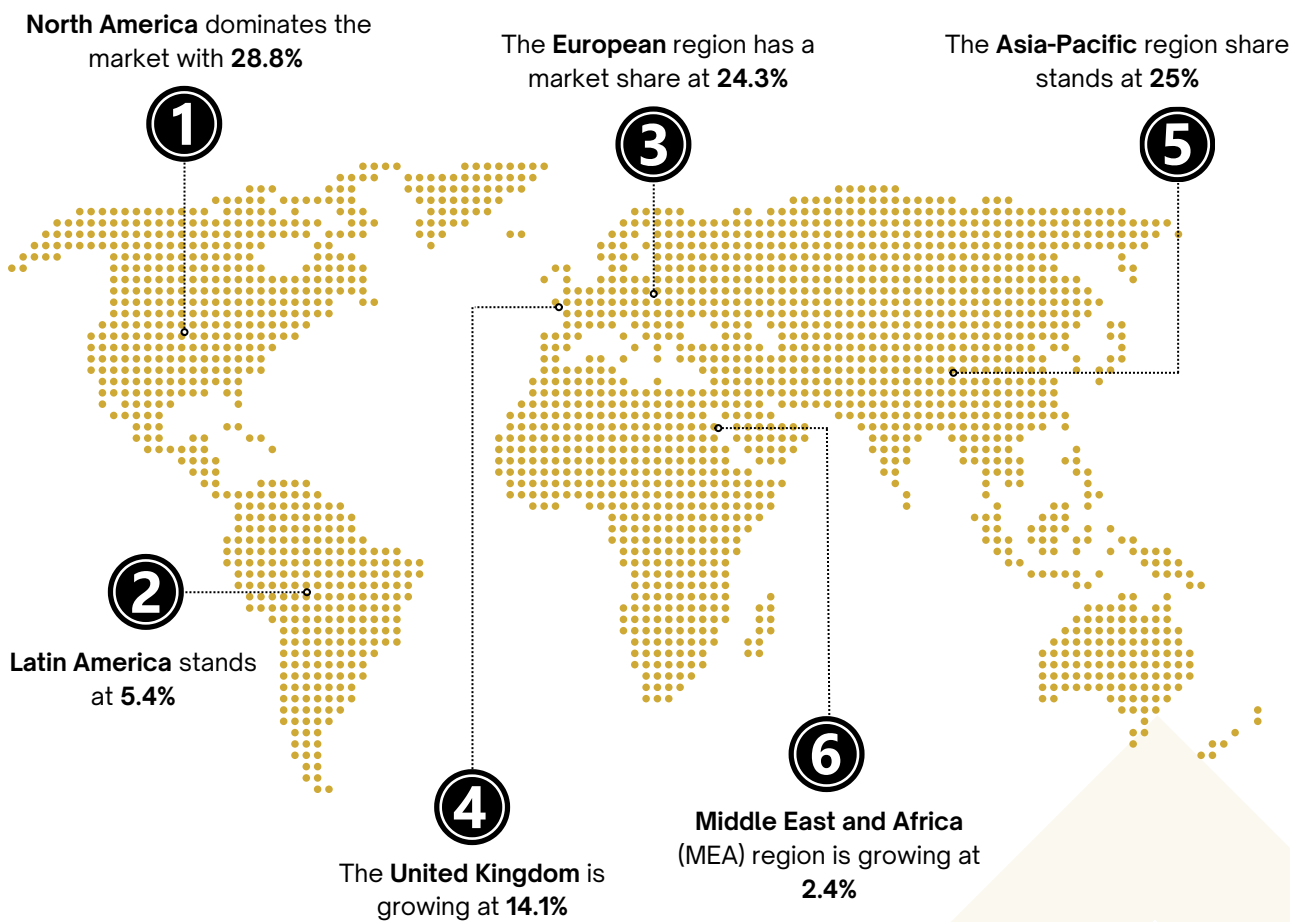 North America dominates the
market with 28.8%
1
2
Latin America stands
at 5.4%
The European region has a
market share at 24.3%
3
4
The United Kingdom is
growing at 14.1%
The Asia-Pacific region share
stands at 25%
5
6
Middle East and Africa
(MEA) region is growing at
2.4%